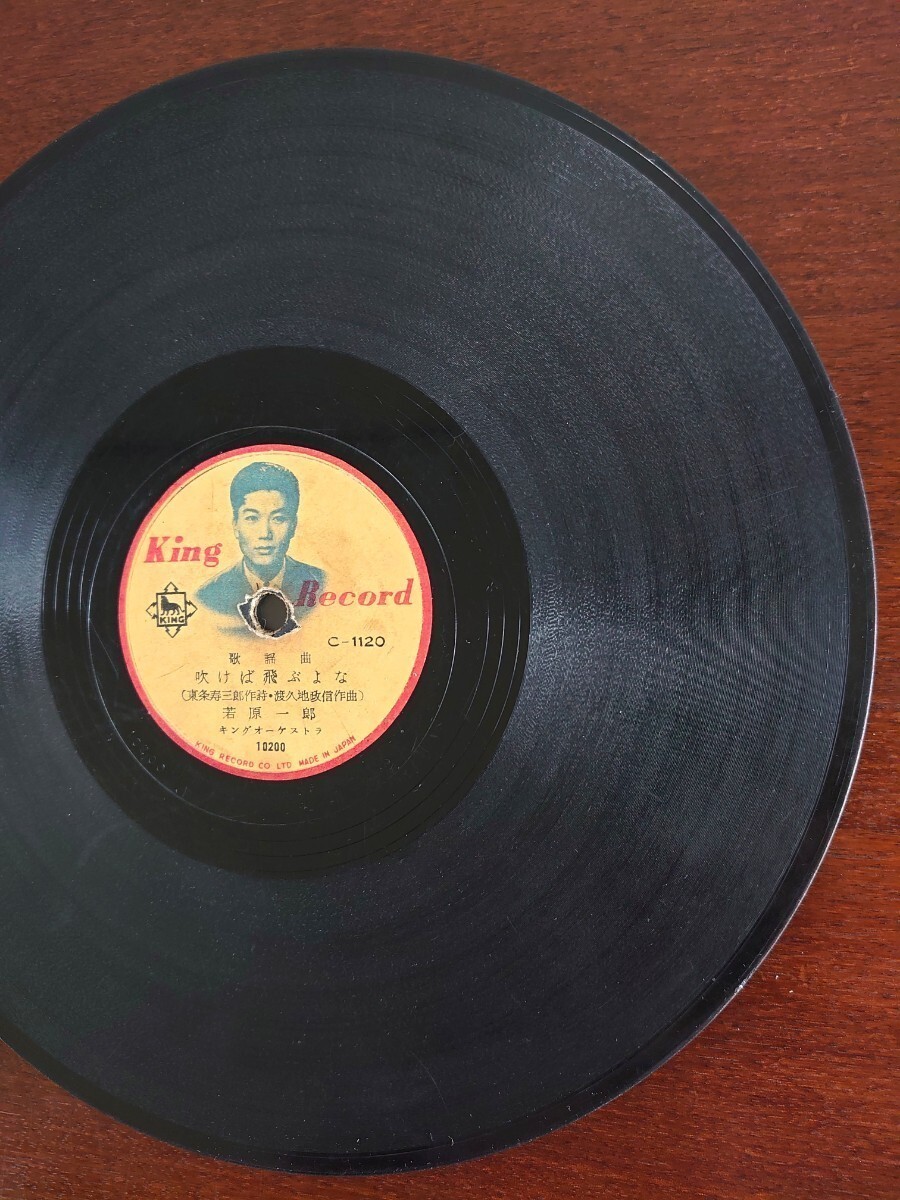 King
Record
KING
C-1120
歌謡曲
吹けば飛ぶよな
(東条寿三郎作詩・渡久地政信作曲)
若原一郎
キングオーケストラ
10200
KING RECORD CO LTD MADE IN JAPAN